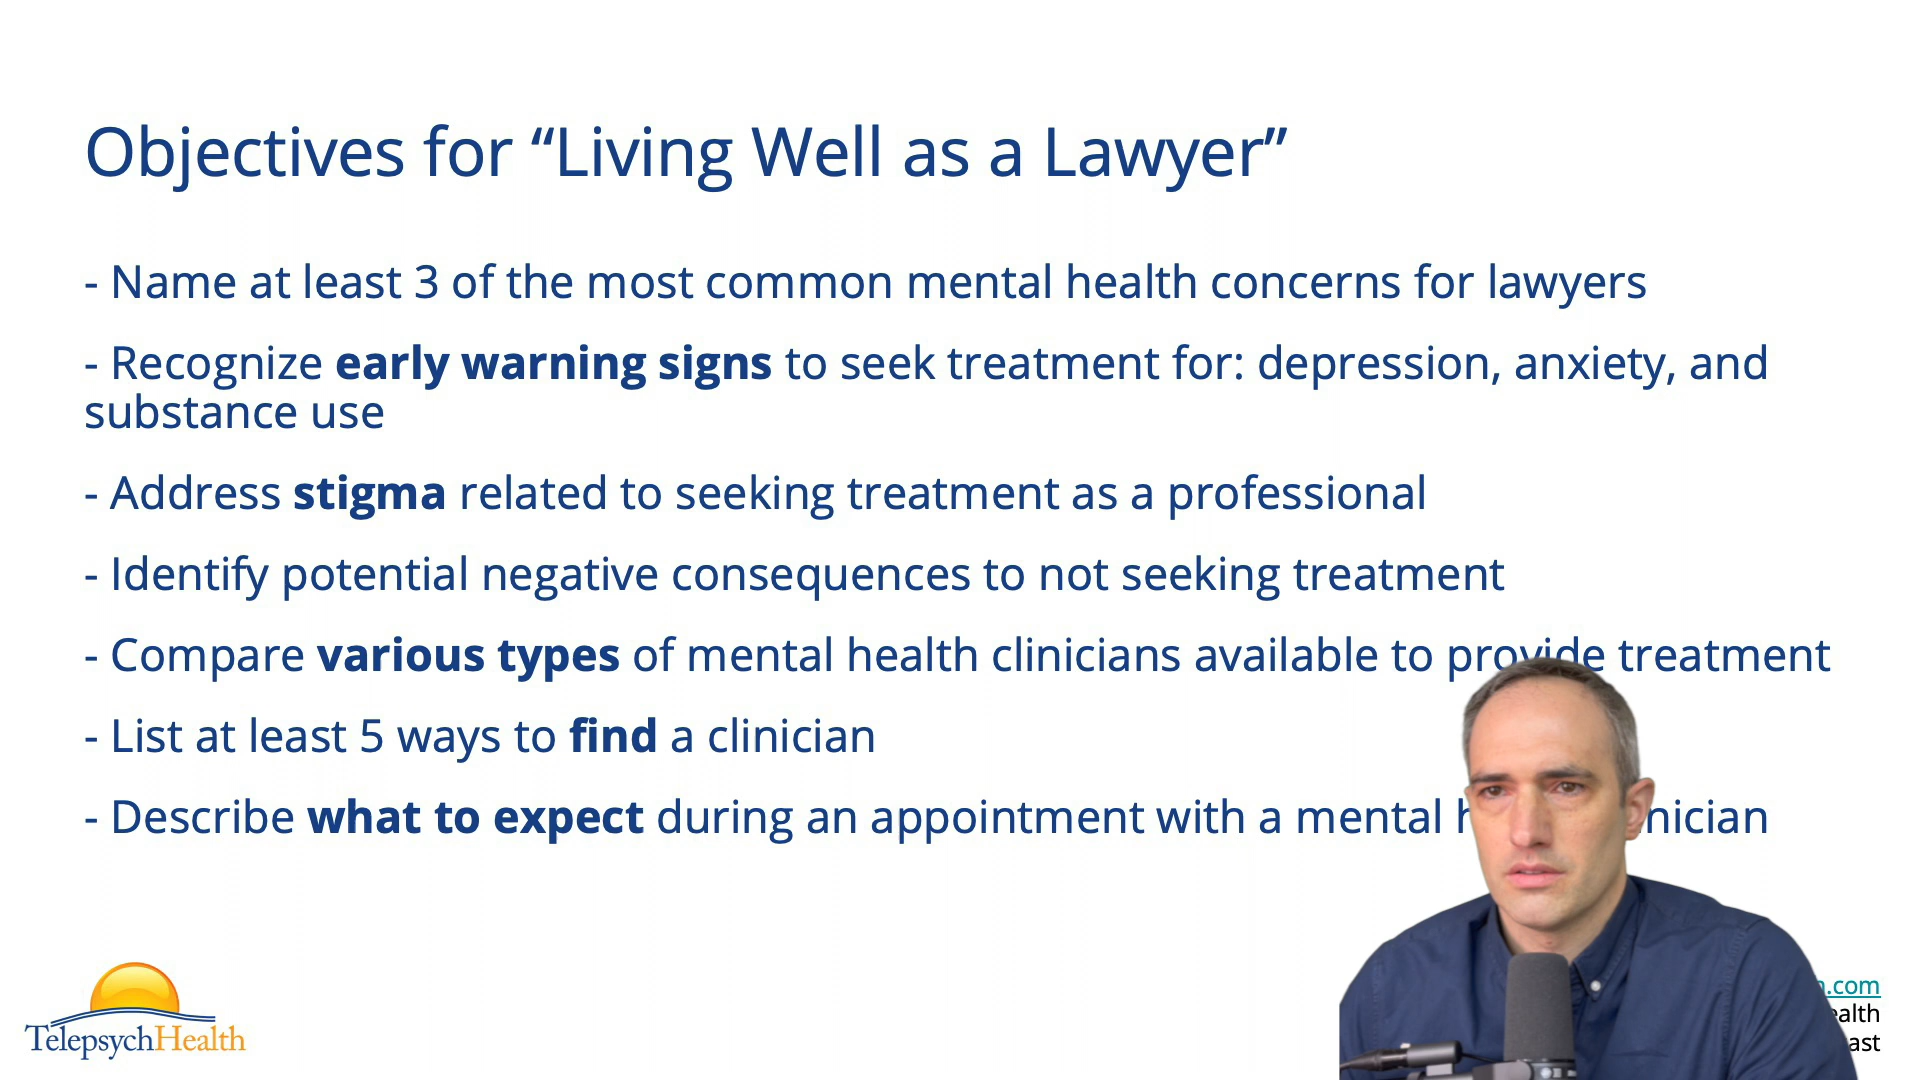 Objectives for “Living Well as a Lawyer”
- Name at least 3 of the most common mental health concerns for lawyers
- Recognize early warning signs to seek treatment for: depression, anxiety, and
substance use
- Address stigma related to seeking treatment as a professional
- Identify potential negative consequences to not seeking treatment
- Compare various types of mental health clinicians available to provide treatment
- List at least 5 ways to find a clinician
- Describe what to expect during an appointment with a mental
TelepsychHealth
.com